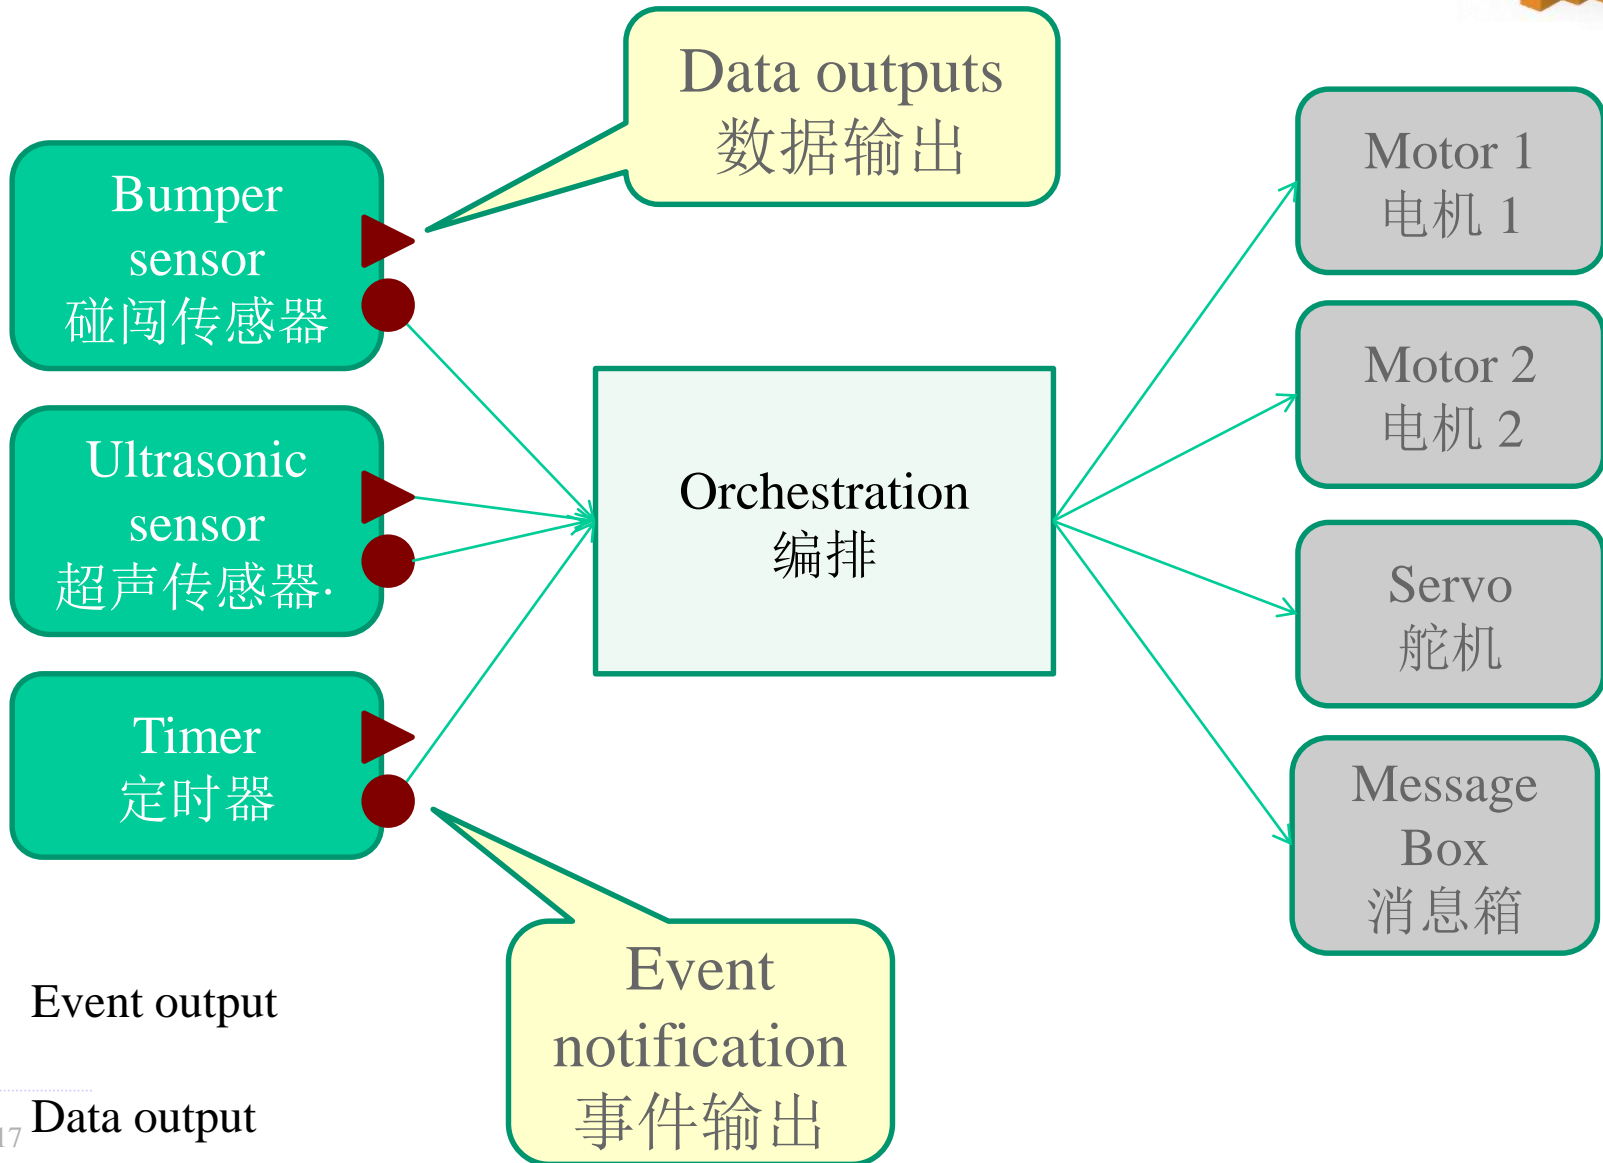 Data outputs
数据输出
Bumper
sensor
碰闯传感器
Ultrasonic
sensor
超声传感器·
Timer
定时器
Orchestration
编排
Motor 1
电机 1
Motor 2
电机 2
Servo
舵机
Message
Box
消息箱
Event
notification
事件输出
Event output
Data output
17